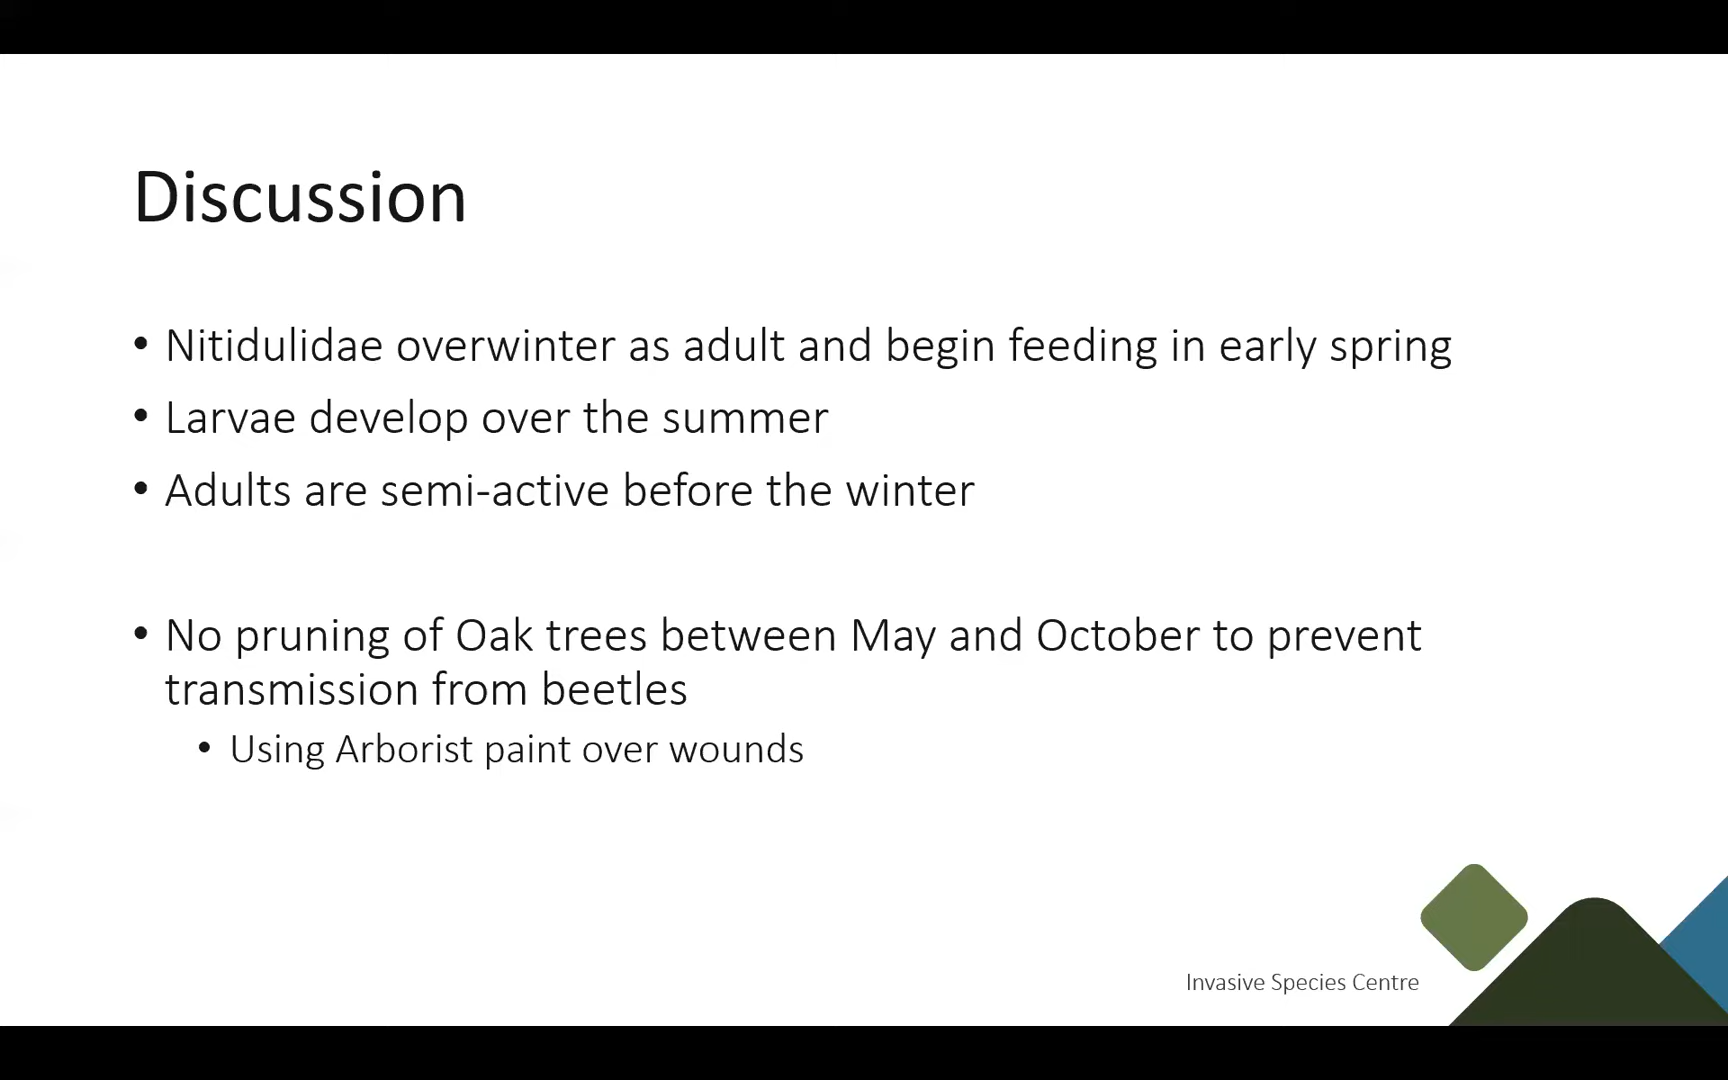 Discussion
• Nitidulidae overwinter as adult and begin feeding in early spring
• Larvae develop over the summer
• Adults are semi-active before the winter
• No pruning of Oak trees between May and October to prevent
transmission from beetles
• Using Arborist paint over wounds
Invasive Species Centre